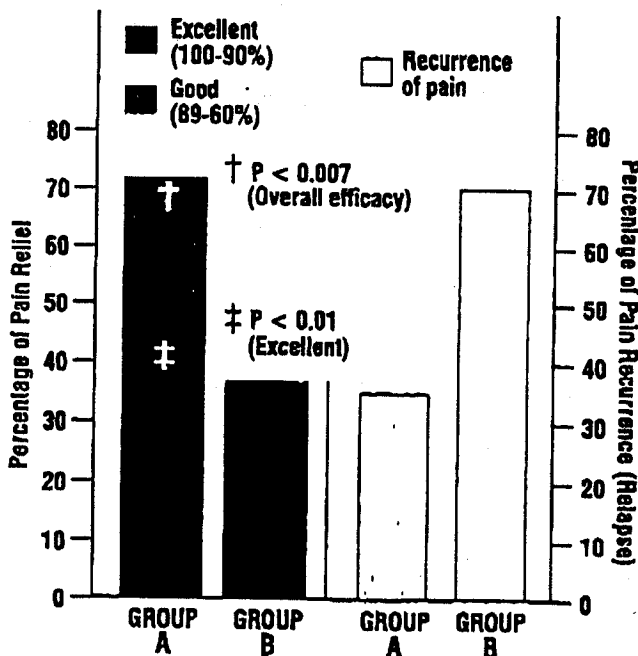 Excellent
(100-90%)
Good
(89-60%)
Recurrence
of pain
† P < 0.007
(Overall efficacy)
‡ P < 0.01
(Excellent)
Percentage of Pain Relief
80
70
60
50
40
30
20
10
0
†
‡
Percentage of Pain Recurrence (Relapse)
80
70
60
50
40
30
20
10
0
GROUP
A
GROUP
B
GROUP
A
GROUP
B